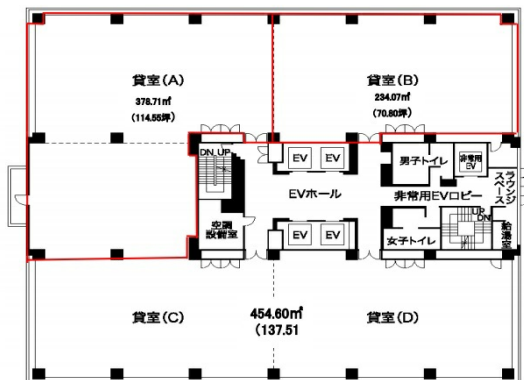 貸室(A)
378.71㎡
(114.55坪)
貸室(B)
234.07㎡
(70.80坪)
DN UP
EV EV
男子トイレ
非常用
EV
ラウンジ
スペース
EVホール
非常用EVロビー
空調
設備室
EV EV
女子トイレ
UP
DN
給湯室
貸室(C)
454.60㎡
(137.51
貸室(D)